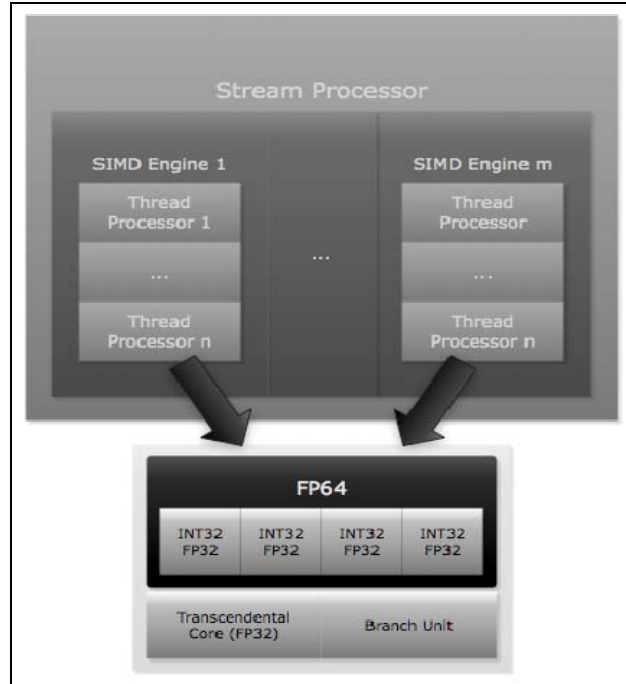 Stream Processor
SIMD Engine 1
Thread
Processor 1
...
Thread
Processor n
...
SIMD Engine m
Thread
Processor
...
Thread
Processor n
FP64
INT32
FP32
INT32
FP32
INT32
FP32
INT32
FP32
Transcendental
Core (FP32)
Branch Unit